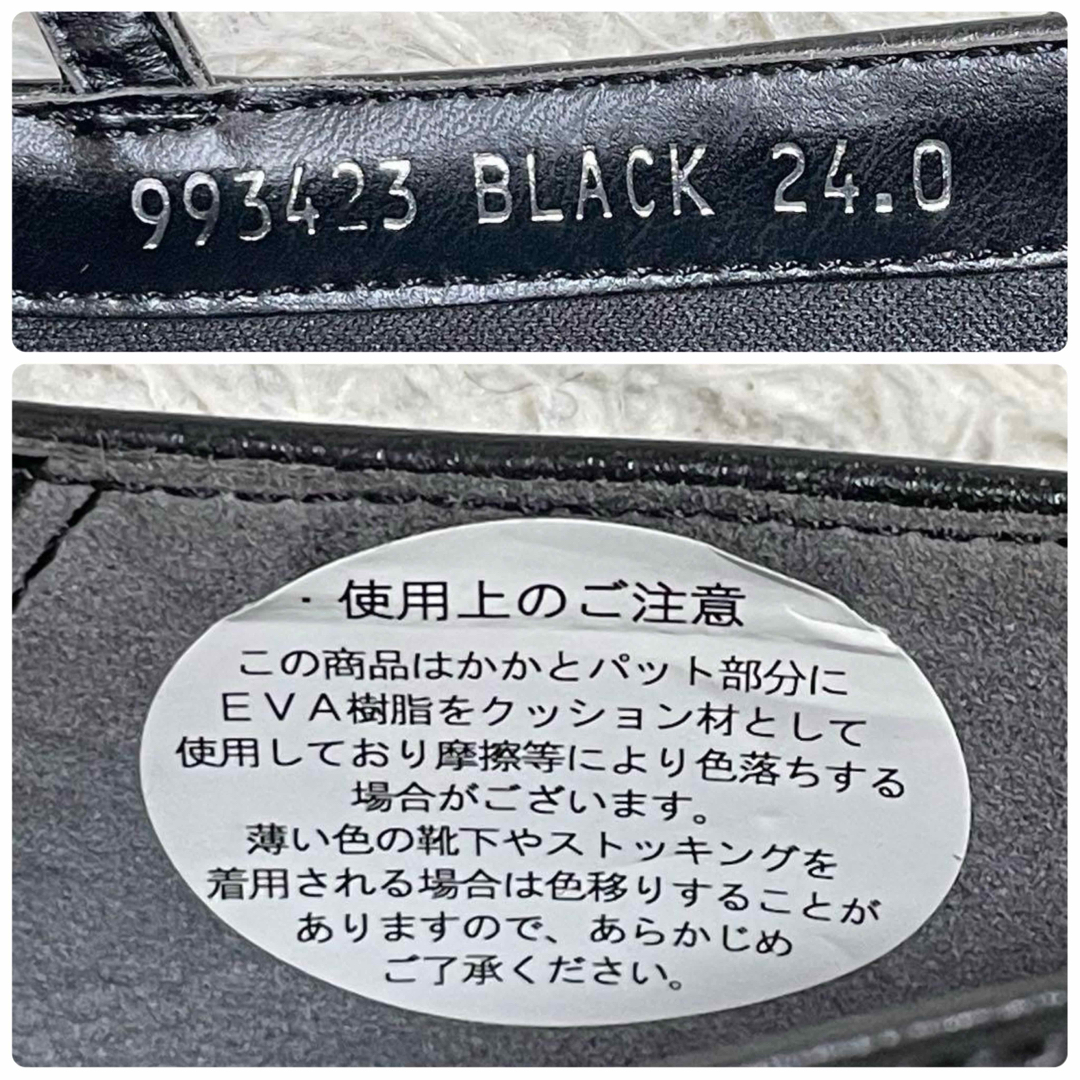 993423 BLACK 24.0
・使用上のご注意
この商品はかかとパット部分に
ＥＶＡ樹脂をクッション材として
使用しており摩擦等により色落ちする
場合がございます。
薄い色の靴下やストッキングを
着用される場合は色移りすることが
ありますので、あらかじめ
ご了承ください。